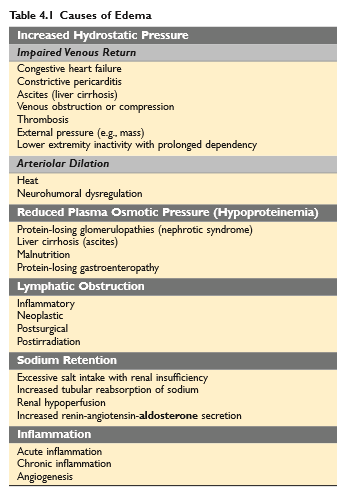 Table 4.1 Causes of Edema
Increased Hydrostatic Pressure
Impaired Venous Return
Congestive heart failure
Constrictive pericarditis
Ascites (liver cirrhosis)
Venous obstruction or compression
Thrombosis
External pressure (e.g., mass)
Lower extremity inactivity with prolonged dependency
Arteriolar Dilation
Heat
Neurohumoral dysregulation
Reduced Plasma Osmotic Pressure (Hypoproteinemia)
Protein-losing glomerulopathies (nephrotic syndrome)
Liver cirrhosis (ascites)
Malnutrition
Protein-losing gastroenteropathy
Lymphatic Obstruction
Inflammatory
Neoplastic
Postsurgical
Postirradiation
Sodium Retention
Excessive salt intake with renal insufficiency
Increased tubular reabsorption of sodium
Renal hypoperfusion
Increased renin-angiotensin-aldosterone secretion
Inflammation
Acute inflammation
Chronic inflammation
Angiogenesis